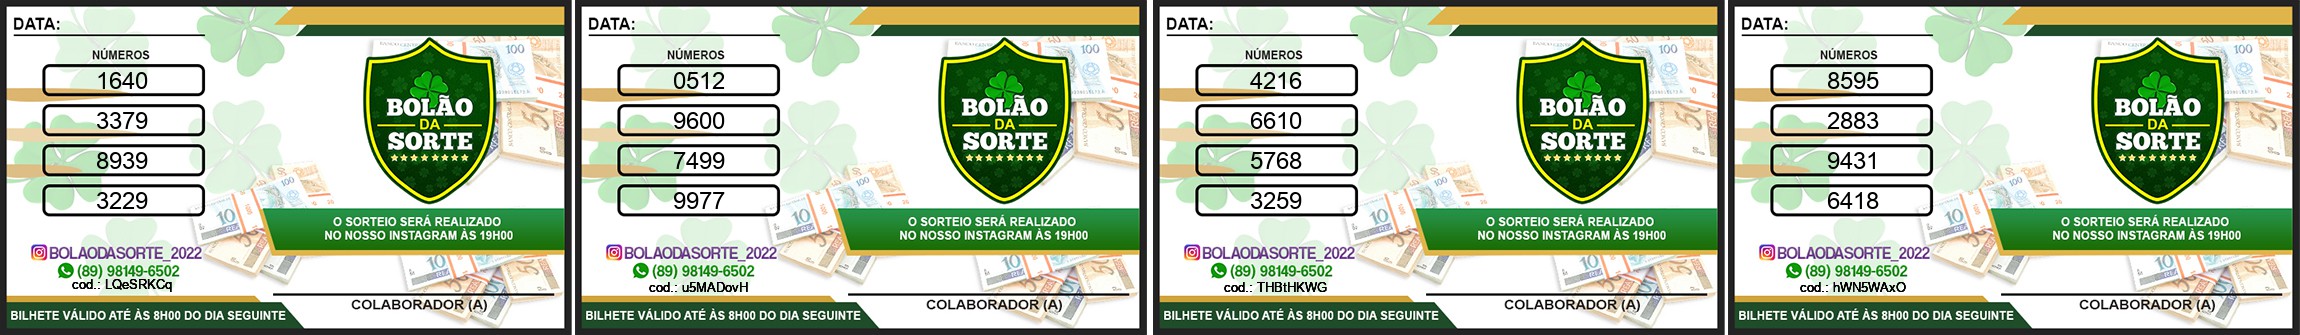 DATA:
NÚMEROS
1640
3379
8939
3229
BOLÃO
DA
SORTE
O SORTEIO SERÁ REALIZADO
NO NOSSO INSTAGRAM ÀS 19H00
BOLAODASORTE_2022
(89) 98149-6502
cod.: LQeSRKCq
COLABORADOR (A)
BILHETE VÁLIDO ATÉ ÀS 8H00 DO DIA SEGUINTE
DATA:
NÚMEROS
0512
9600
7499
9977
BOLÃO
DA
SORTE
O SORTEIO SERÁ REALIZADO
NO NOSSO INSTAGRAM ÀS 19H00
BOLAODASORTE_2022
(89) 98149-6502
cod.: u5MADovH
COLABORADOR (A)
BILHETE VÁLIDO ATÉ ÀS 8H00 DO DIA SEGUINTE
DATA:
NÚMEROS
4216
6610
5768
3259
BOLÃO
DA
SORTE
O SORTEIO SERÁ REALIZADO
NO NOSSO INSTAGRAM ÀS 19H00
BOLAODASORTE_2022
(89) 98149-6502
cod.: THBtHKWG
COLABORADOR (A)
BILHETE VÁLIDO ATÉ ÀS 8H00 DO DIA SEGUINTE
DATA:
NÚMEROS
8595
2883
9431
6418
BOLÃO
DA
SORTE
O SORTEIO SERÁ REALIZADO
NO NOSSO INSTAGRAM ÀS 19H00
BOLAODASORTE_2022
(89) 98149-6502
cod.: hWN5WAxO
COLABORADOR (A)
BILHETE VÁLIDO ATÉ ÀS 8H00 DO DIA SEGUINTE